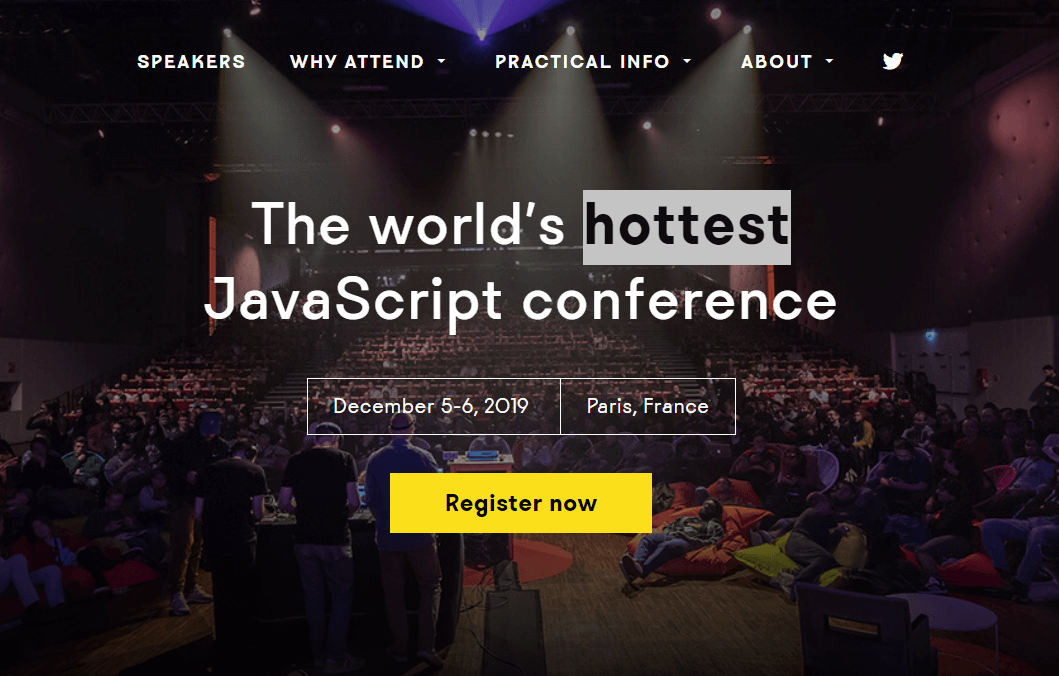 SPEAKERS WHY ATTEND PRACTICAL INFO ABOUT
The world's hottest
JavaScript conference
December 5-6, 2019 Paris, France
Register now